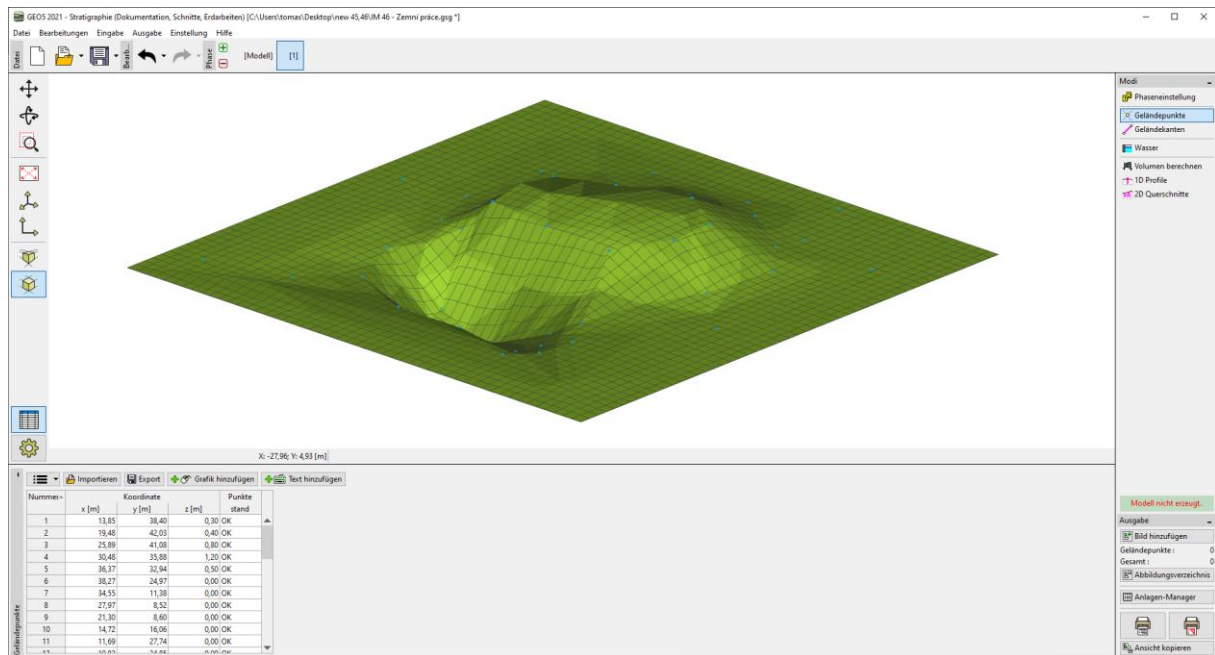 GEO5 2021 - Stratigraphie (Dokumentation, Schnitte, Erdarbeiten) [C:\Users\tomas\Desktop\new 45,46\IM 46 - Zemní práce.gsg *]
Datei Bearbeitungen Eingabe Ausgabe Einstellung Hilfe
Datei
Bearb...
Phase
[Modell] [1]
Modi
Phaseneinstellung
Geländepunkte
Geländekanten
Wasser
Volumen berechnen
1D Profile
2D Querschnitte
X: -27,96; Y: 4,93 [m]
Importieren Export Grafik hinzufügen Text hinzufügen
Nummer Koordinate Punkte
x [m] y [m] z [m] stand
1 13,85 38,40 0,30 OK
2 19,48 42,03 0,40 OK
3 25,89 41,08 0,80 OK
4 30,48 35,88 1,20 OK
5 36,37 32,94 0,50 OK
6 38,27 24,97 0,00 OK
7 34,55 11,38 0,00 OK
8 27,97 8,52 0,00 OK
9 21,30 8,60 0,00 OK
10 14,72 16,06 0,00 OK
11 11,69 27,74 0,00 OK
Geländepunkte
Modell nicht erzeugt.
Ausgabe
Bild hinzufügen
Geländepunkte : 0
Gesamt : 0
Abbildungsverzeichnis
Anlagen-Manager
Ansicht kopieren